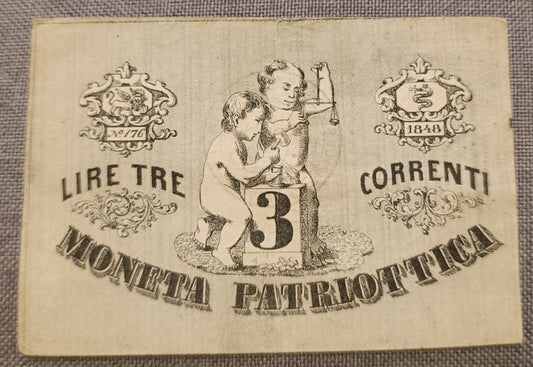 Nº 176
1848
LIRE TRE
CORRENTI
3
MONETA PATRIOTTICA